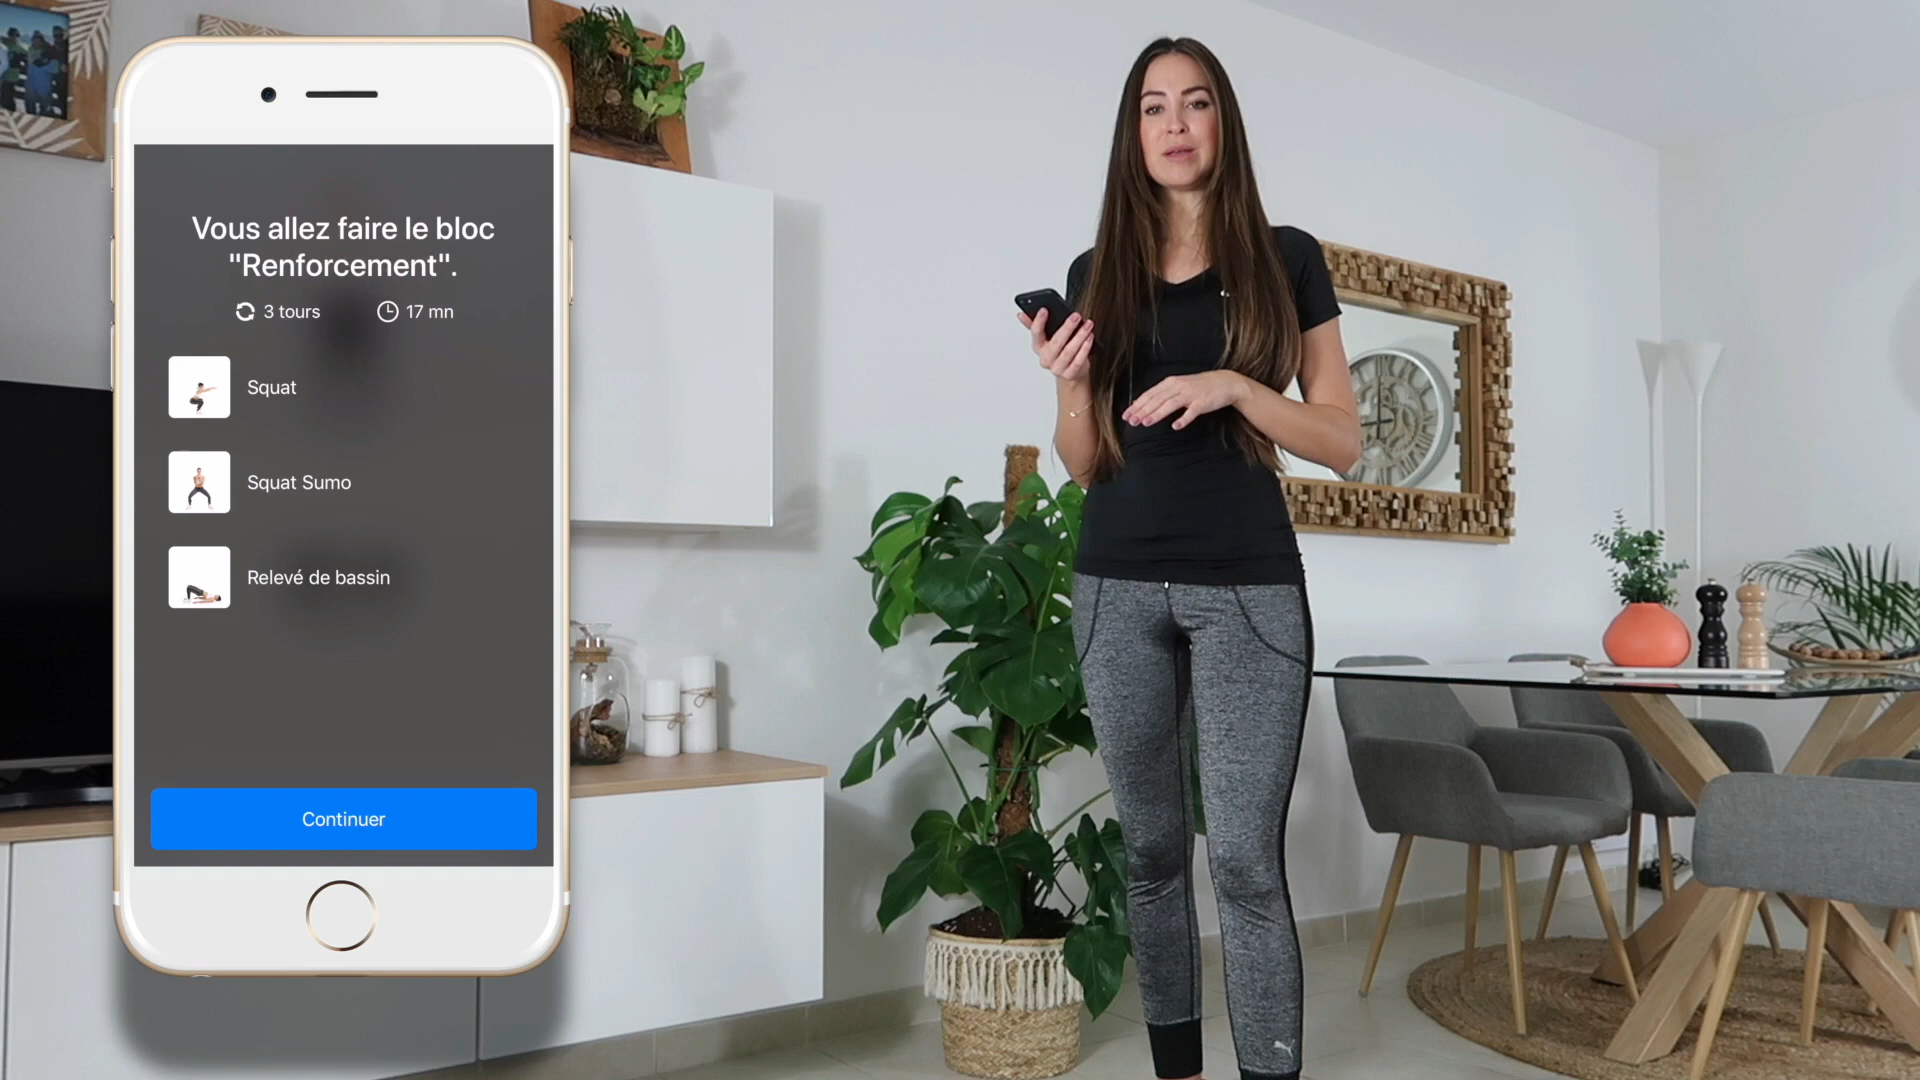 Vous allez faire le bloc
"Renforcement".
3 tours
17 mn
Squat
Squat Sumo
Relevé de bassin
Continuer